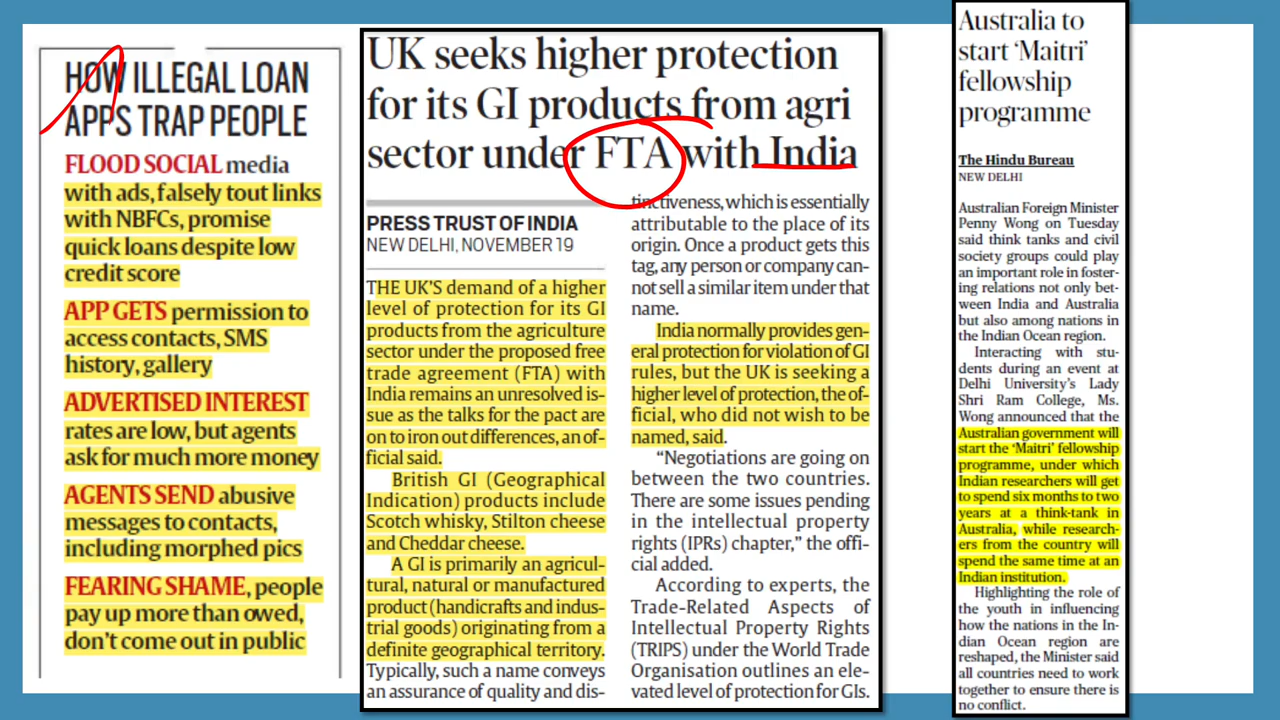 HOW ILLEGAL LOAN
APPS TRAP PEOPLE
FLOOD SOCIAL media
with ads, falsely tout links
with NBFCs, promise
quick loans despite low
credit score
APP GETS permission to
access contacts, SMS
history, gallery
ADVERTISED INTEREST
rates are low, but agents
ask for much more money
AGENTS SEND abusive
messages to contacts,
including morphed pics
FEARING SHAME, people
pay up more than owed,
don't come out in public
UK seeks higher protection
for its GI products from agri
sector under FTA with India
PRESS TRUST OF INDIA
NEW DELHI, NOVEMBER 19
THE UK'S demand of a higher
level of protection for its GI
products from the agriculture
sector under the proposed free
trade agreement (FTA) with
India remains an unresolved is-
sue as the talks for the pact are
on to iron out differences, an of-
ficial said.
British GI (Geographical
Indication) products include
Scotch whisky, Stilton cheese
and Cheddar cheese.
A GI is primarily an agricul-
tural, natural or manufactured
product (handicrafts and indus-
trial goods) originating from a
definite geographical territory.
Typically, such a name conveys
an assurance of quality and dis-
tinctiveness, which is essentially
attributable to the place of its
origin. Once a product gets this
tag, any person or company can-
not sell a similar item under that
name.
India normally provides gen-
eral protection for violation of GI
rules, but the UK is seeking a
higher level of protection, the of-
ficial, who did not wish to be
named, said.
"Negotiations are going on
between the two countries.
There are some issues pending
in the intellectual property
rights (IPRs) chapter," the offi-
cial added.
According to experts, the
Trade-Related Aspects of
Intellectual Property Rights
(TRIPS) under the World Trade
Organisation outlines an ele-
vated level of protection for GIs.
Australia to
start 'Maitri'
fellowship
programme
The Hindu Bureau
NEW DELHI
Australian Foreign Minister
Penny Wong on Tuesday
said think tanks and civil
society groups could play
an important role in foster-
ing relations not only bet-
ween India and Australia
but also among nations in
the Indian Ocean region.
Interacting with stu-
dents during an event at
Delhi University's Lady
Shri Ram College, Ms.
Wong announced that the
Australian government will
start the 'Maitri' fellowship
programme, under which
Indian researchers will get
to spend six months to two
years at a think-tank in
Australia, while research-
ers from the country will
spend the same time at an
Indian institution.
Highlighting the role of
the youth in influencing
how the nations in the In-
dian Ocean region are
reshaped, the Minister said
all countries need to work
together to ensure there is
no conflict.